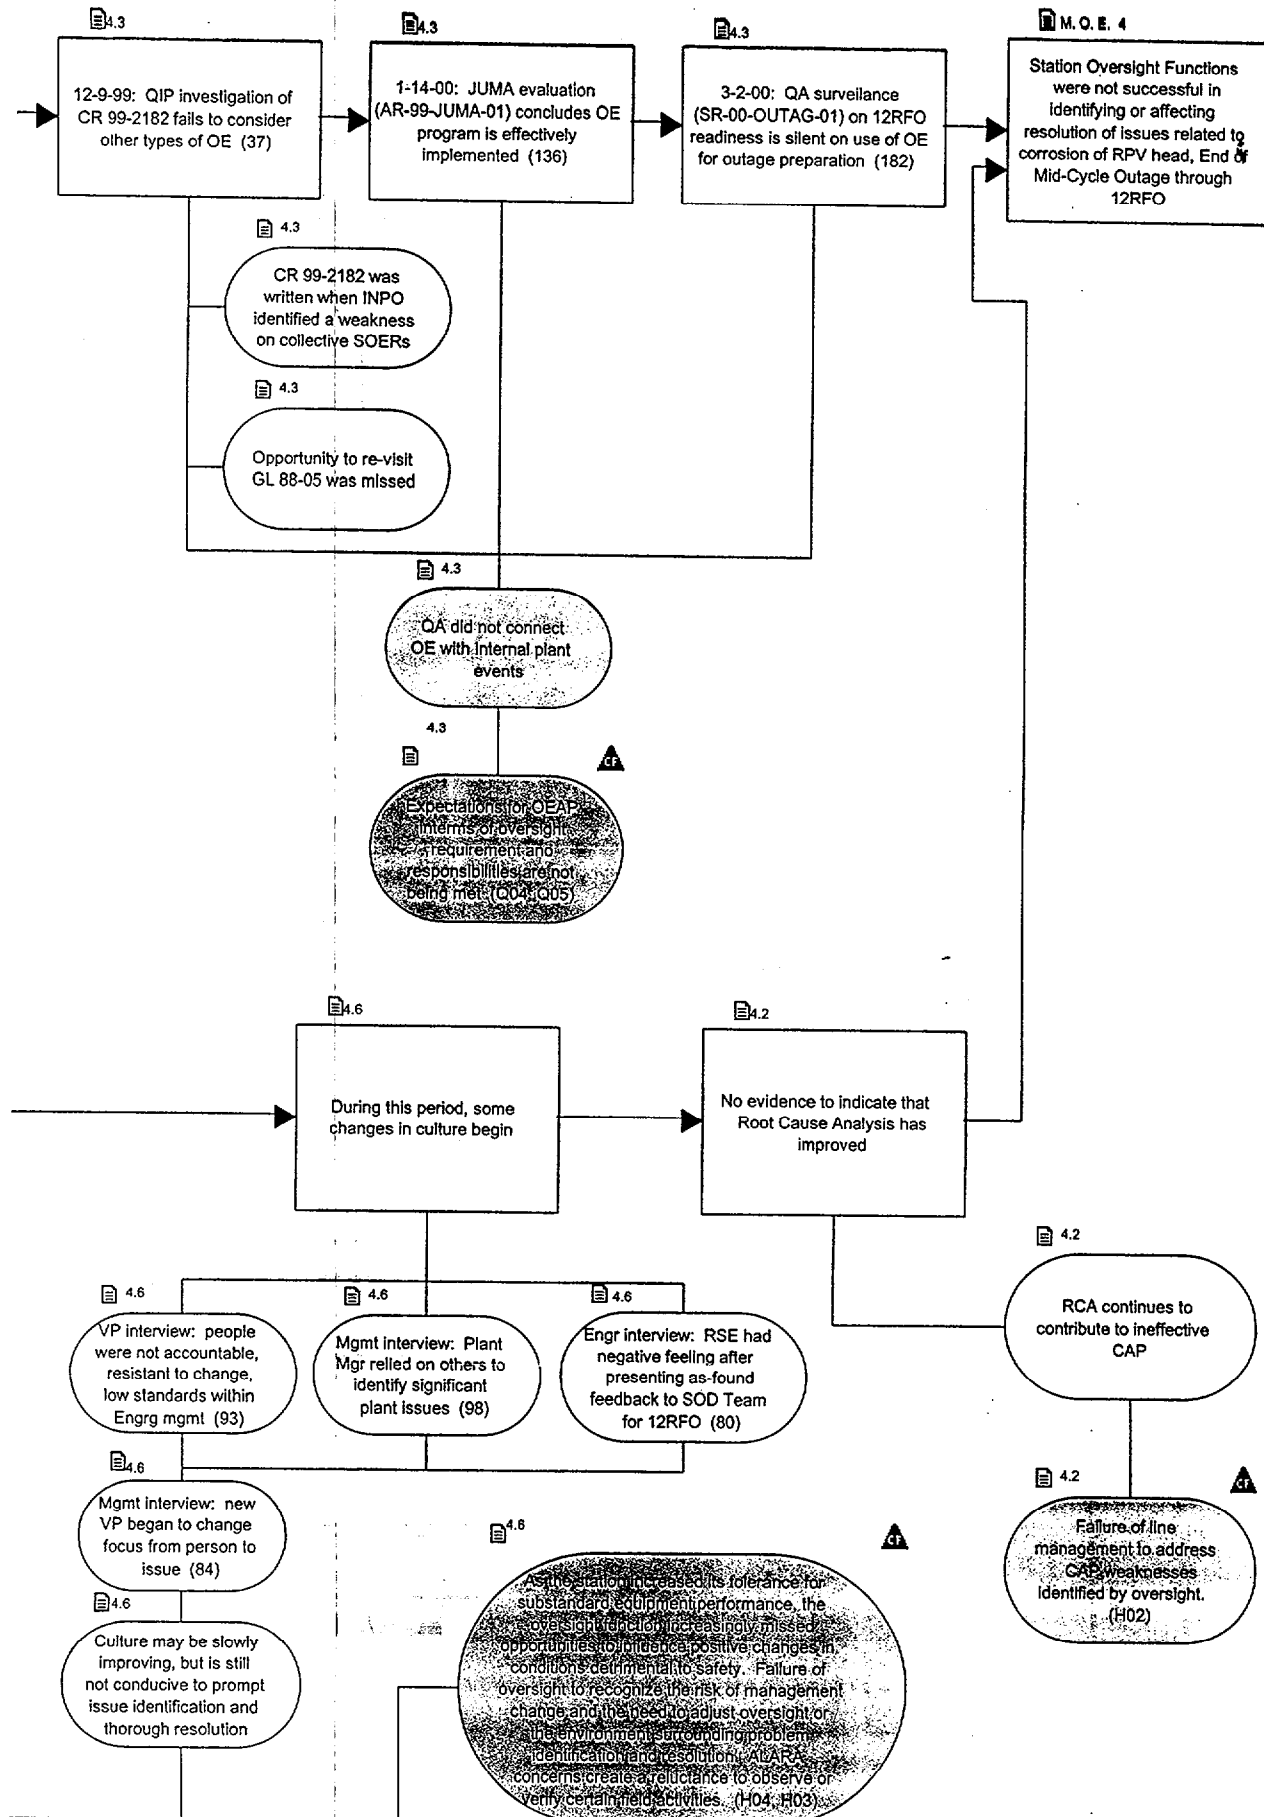 4.3
12-9-99: QIP investigation of
CR 99-2182 fails to consider
other types of OE (37)
4.3
1-14-00: JUMA evaluation
(AR-99-JUMA-01) concludes OE
program is effectively
implemented (136)
4.3
3-2-00: QA surveilance
(SR-00-OUTAG-01) on 12RFO
readiness is silent on use of OE
for outage preparation (182)
M. O. E. 4
Station Oversight Functions
were not successful in
identifying or affecting
resolution of issues related to
corrosion of RPV head, End of
Mid-Cycle Outage through
12RFO
4.3
CR 99-2182 was
written when INPO
identified a weakness
on collective SOERs
4.3
Opportunity to re-visit
GL 88-05 was missed
4.3
QA did not connect
OE with internal plant
events
4.3
CF
Expectations for OEAP
interms of oversight
requirement and
responsibilities are not
being met (Q04, Q05)
4.6
During this period, some
changes in culture begin
4.2
No evidence to indicate that
Root Cause Analysis has
improved
4.6
VP interview: people
were not accountable,
resistant to change,
low standards within
Engrg mgmt (93)
4.6
Mgmt interview: Plant
Mgr relied on others to
identify significant
plant issues (98)
4.6
Engr interview: RSE had
negative feeling after
presenting as-found
feedback to SOD Team
for 12RFO (80)
4.2
RCA continues to
contribute to ineffective
CAP
4.6
Mgmt interview: new
VP began to change
focus from person to
issue (84)
4.2
CF
Failure of line
management to address
CAP weaknesses
identified by oversight.
(H02)
4.6
Culture may be slowly
improving, but is still
not conducive to prompt
issue identification and
thorough resolution
4.6
CF
As the station increased its tolerance for
substandard equipment performance, the
oversight function increasingly missed
opportunities to influence positive changes in
conditions detrimental to safety. Failure of
oversight to recognize the risk of management
change and the need to adjust oversight or
the environment surrounding problem
identification and resolution. ALARA
concerns create a reluctance to observe or
verify certain field activities. (H04, H03)